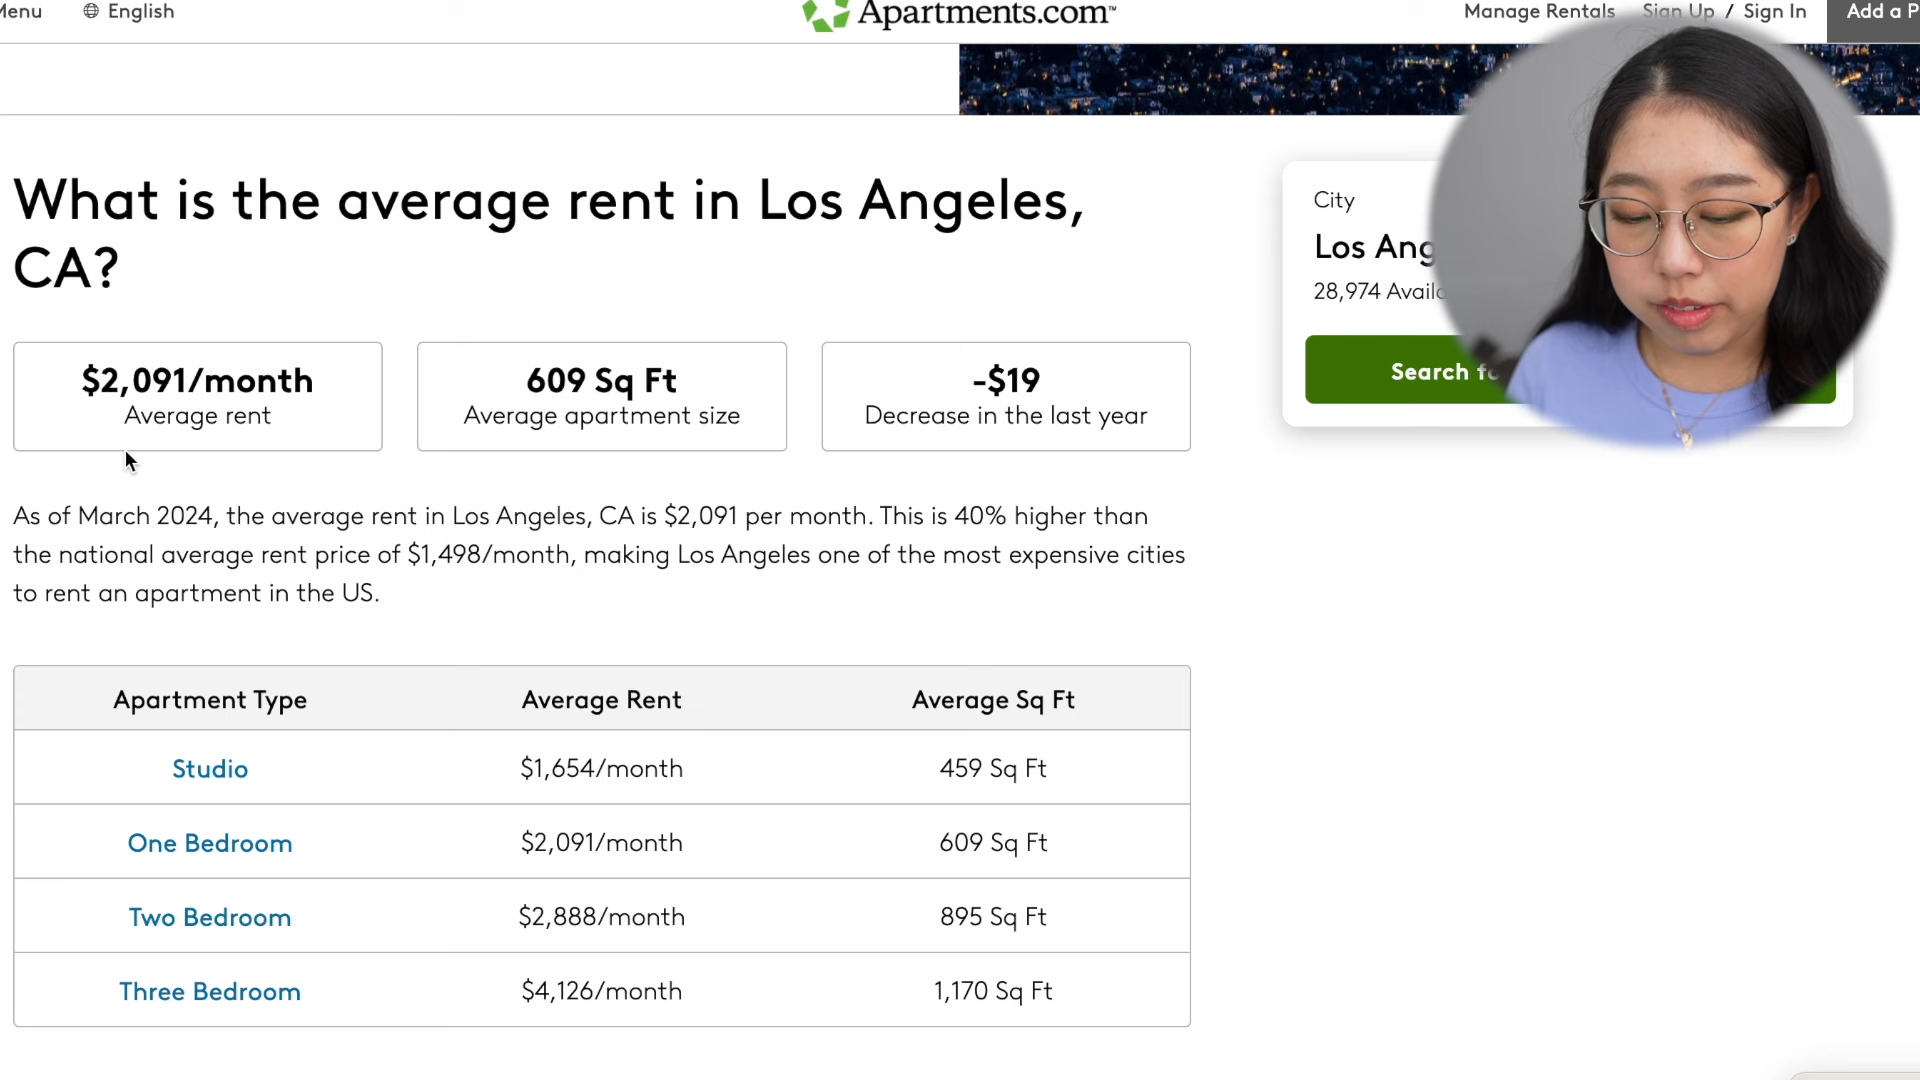 English
Apartments.com™
Manage Rentals
Sign Up / Sign In
Add a
What is the average rent in Los Angeles,
CA?
$2,091/month
Average rent
609 Sq Ft
Average apartment size
-$19
Decrease in the last year
City
Los
28,974
Search
As of March 2024, the average rent in Los Angeles, CA is $2,091 per month. This is 40% higher than
the national average rent price of $1,498/month, making Los Angeles one of the most expensive cities
to rent an apartment in the US.
Apartment Type Average Rent Average Sq Ft
Studio $1,654/month 459 Sq Ft
One Bedroom $2,091/month 609 Sq Ft
Two Bedroom $2,888/month 895 Sq Ft
Three Bedroom $4,126/month 1,170 Sq Ft